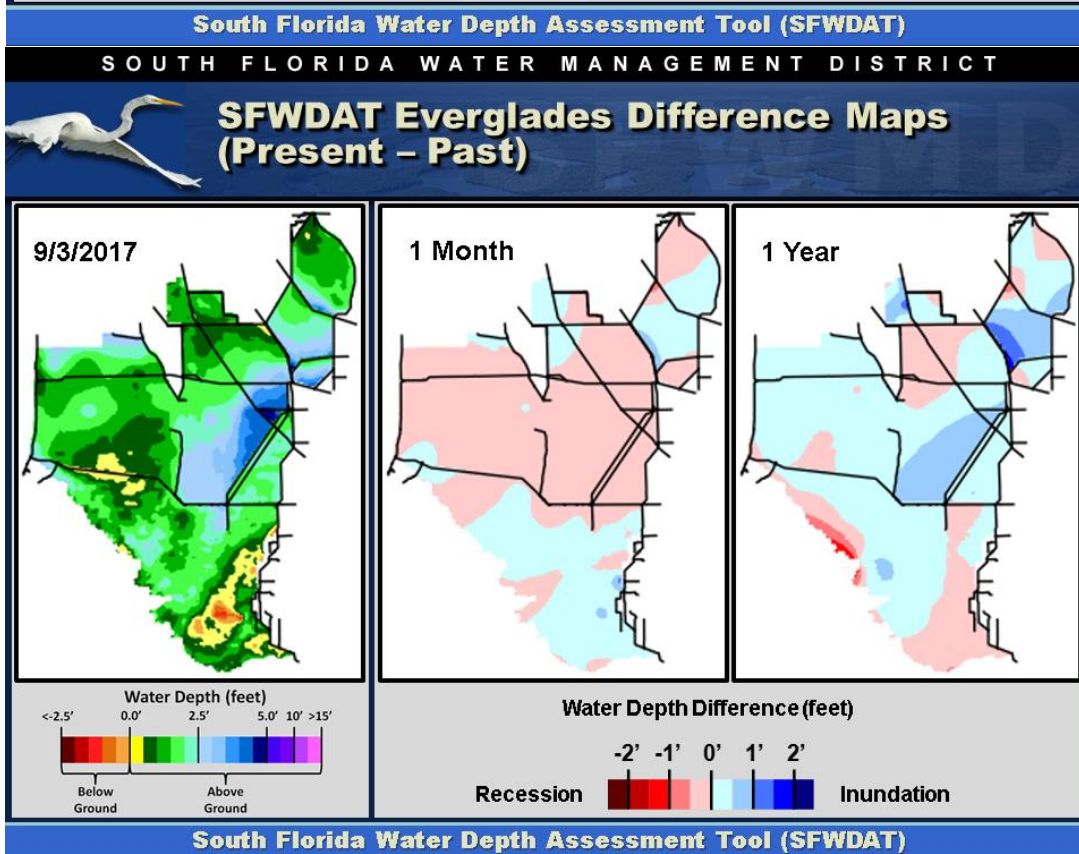 South Florida Water Depth Assessment Tool (SFWDAT)
SOUTH FLORIDA WATER MANAGEMENT DISTRICT
SFWDAT Everglades Difference Maps
(Present – Past)
9/3/2017
1 Month
1 Year
Water Depth (feet)
<-2.5' 0.0' 2.5' 5.0' 10' >15'
Below
Ground
Above
Ground
Water Depth Difference (feet)
-2' -1' 0' 1' 2'
Recession Inundation
South Florida Water Depth Assessment Tool (SFWDAT)